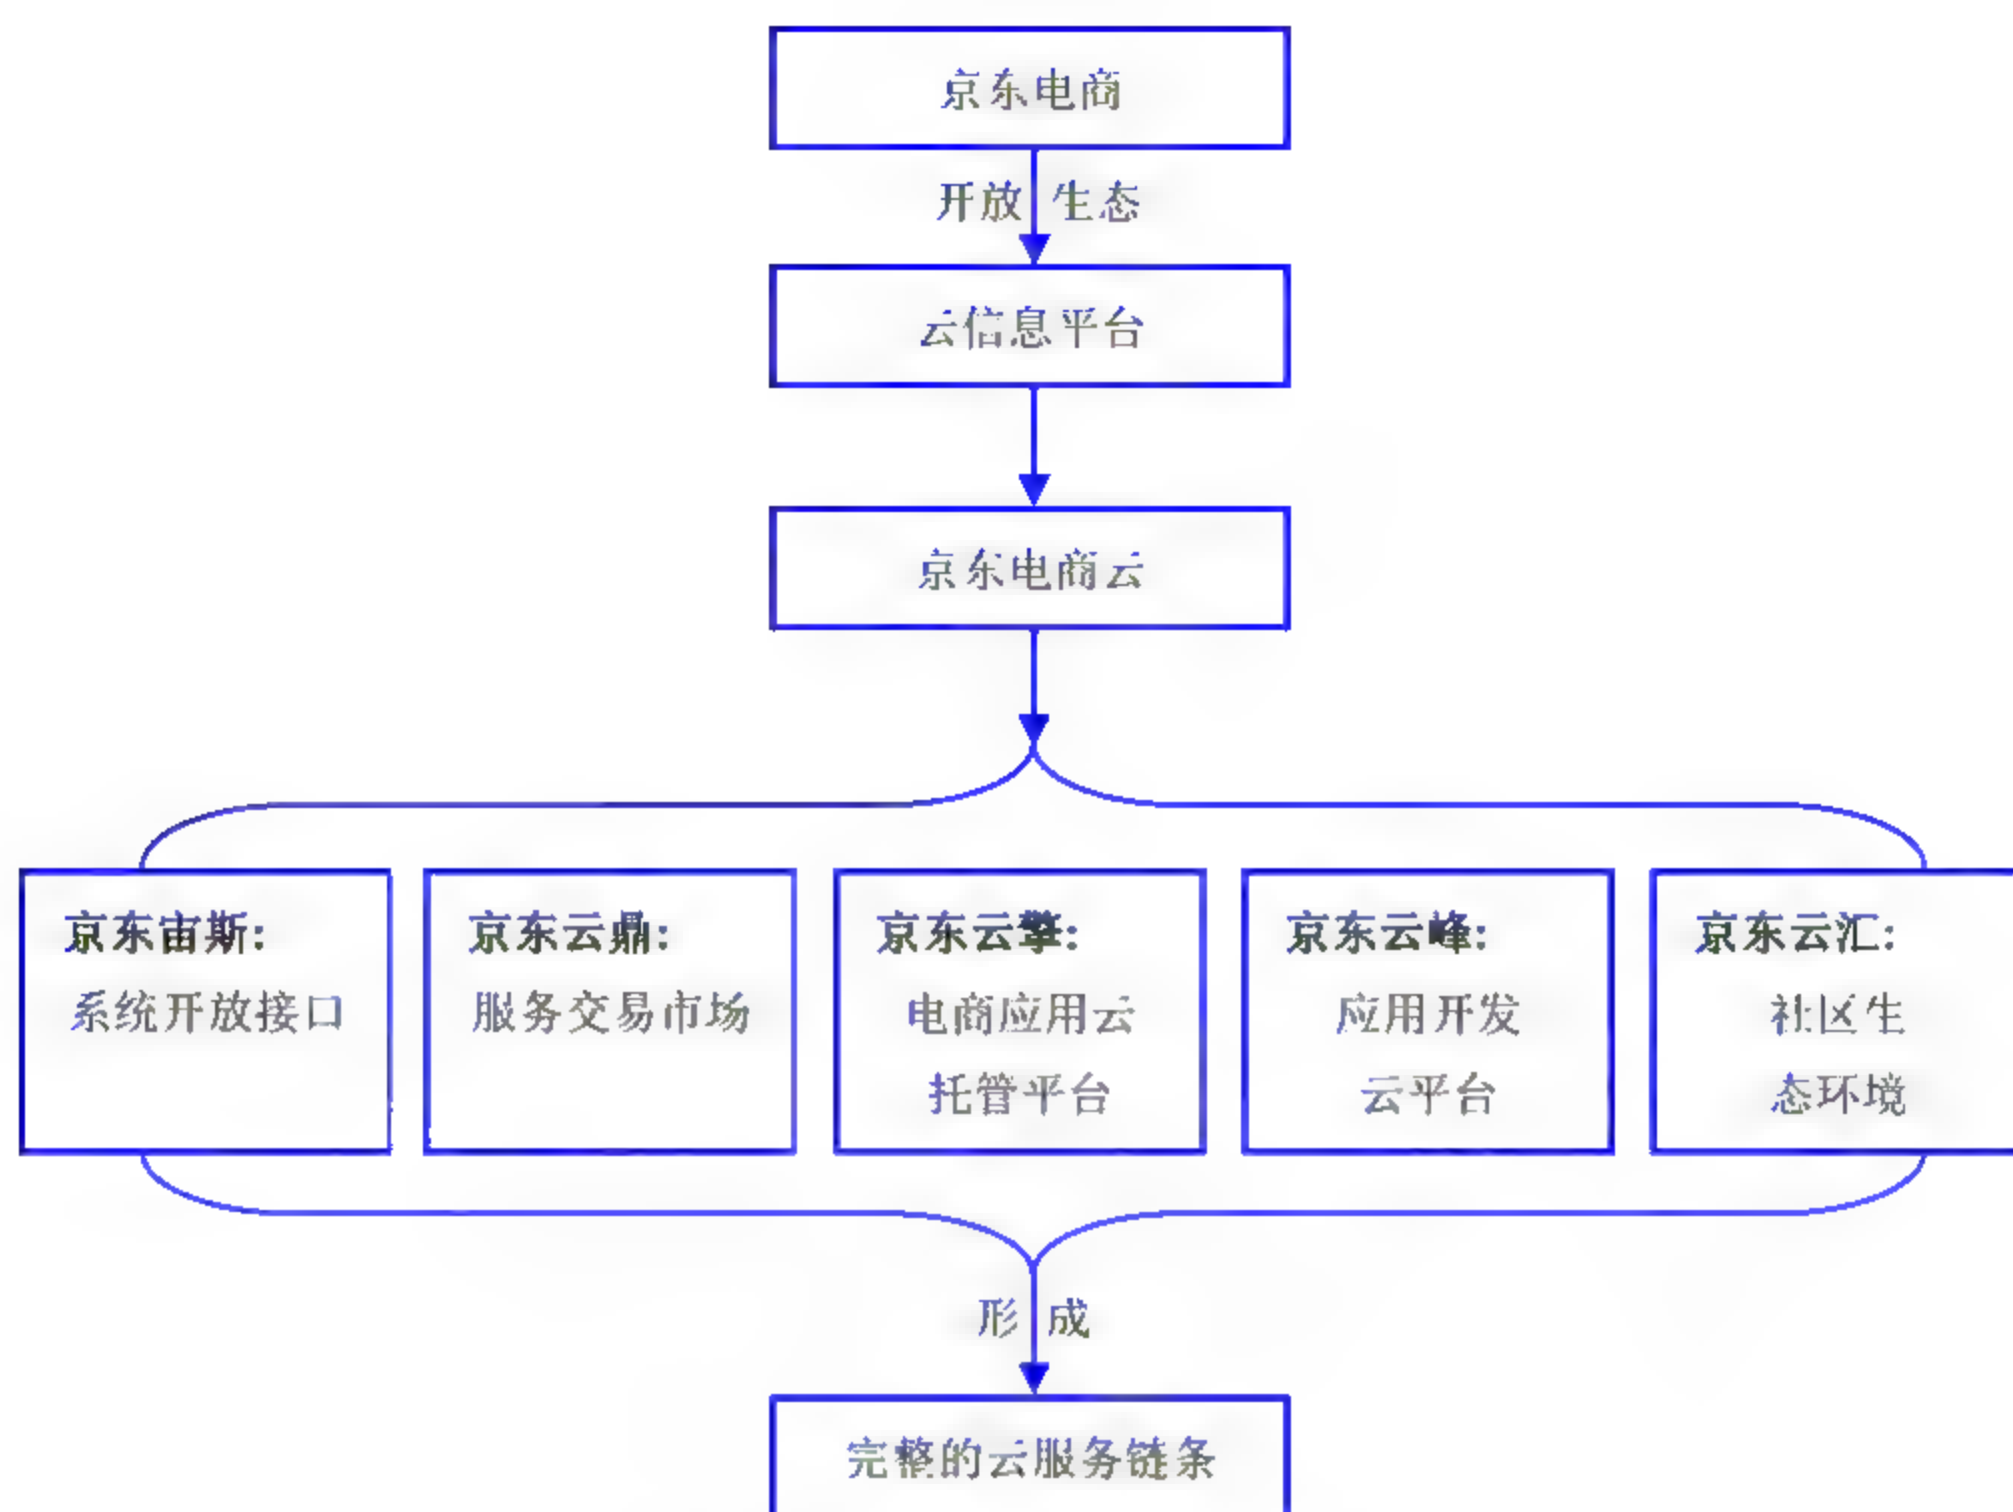 京东电商
开放 生态
云信息平台
京东电商云
京东宙斯:
系统开放接口
京东云鼎:
服务交易市场
京东云擎:
电商应用云
托管平台
京东云峰:
应用开发
云平台
京东云汇:
社区生
态环境
形 成
完整的云服务链条